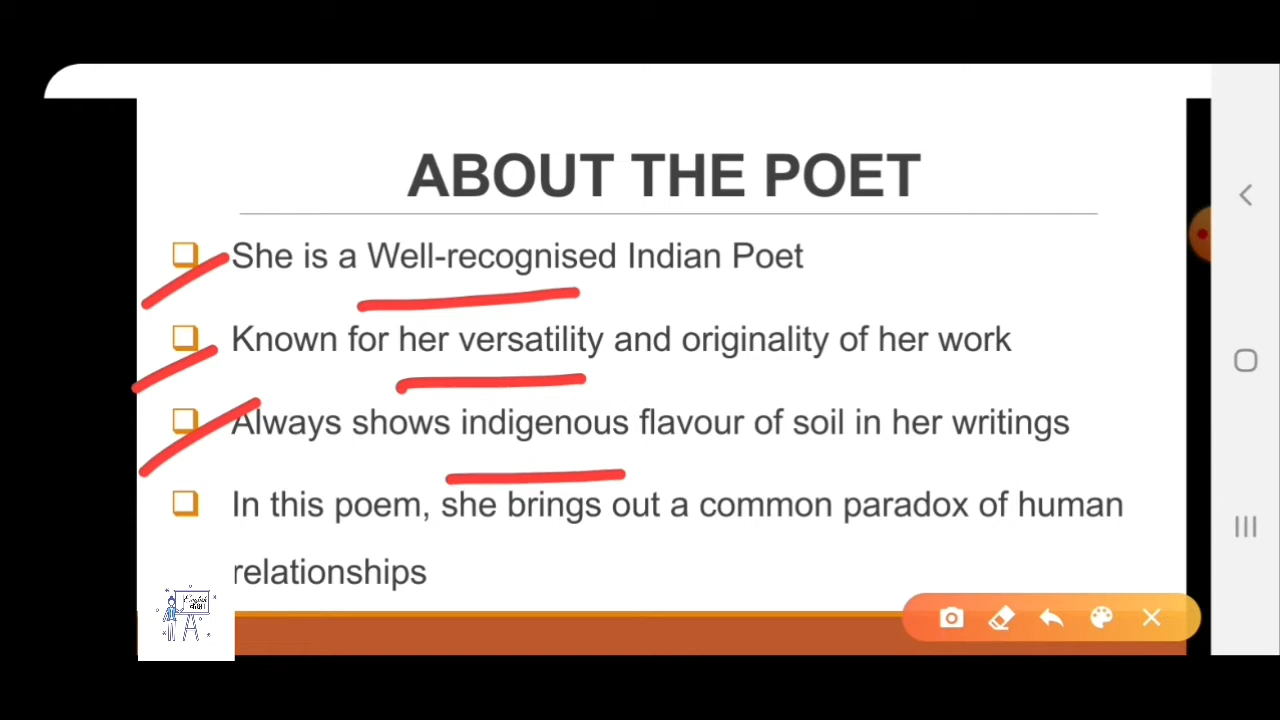 ABOUT THE POET
She is a Well-recognised Indian Poet
Known for her versatility and originality of her work
Always shows indigenous flavour of soil in her writings
In this poem, she brings out a common paradox of human
relationships